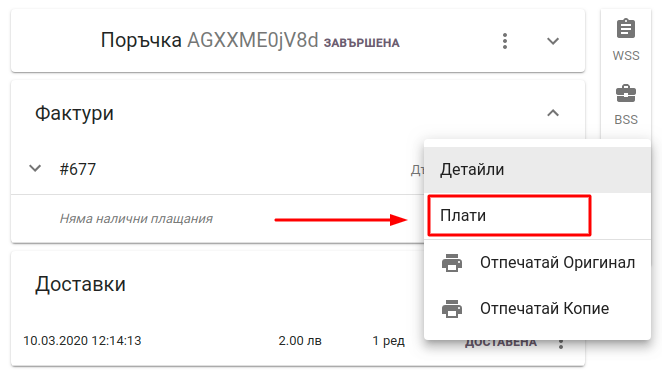 Поръчка AGXXME0jV8d ЗАВЪРШЕНА
WSS
BSS
Фактури
#677
Няма налични плащания
Детайли
Плати
Отпечатай Оригинал
Отпечатай Копие
Доставки
10.03.2020 12:14:13 2.00 лв 1 ред ДОСТАВЕНА